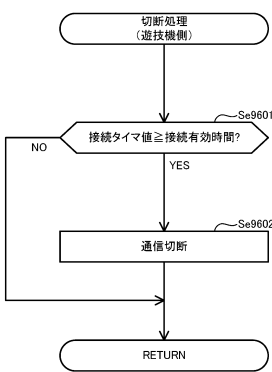 切断処理
(遊技機側)
Se9601
接続タイマ値≧接続有効時間?
NO
YES
Se9602
通信切断
RETURN